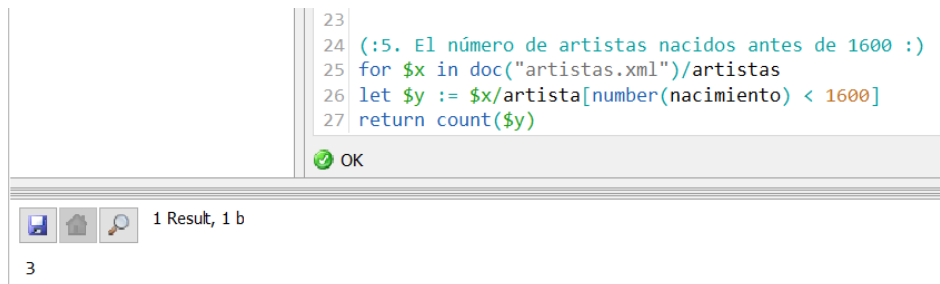 23
24 (:5. El número de artistas nacidos antes de 1600 :)
25 for $x in doc("artistas.xml")/artistas
26 let $y := $x/artista[number(nacimiento) < 1600]
27 return count($y)
OK
1 Result, 1 b
3